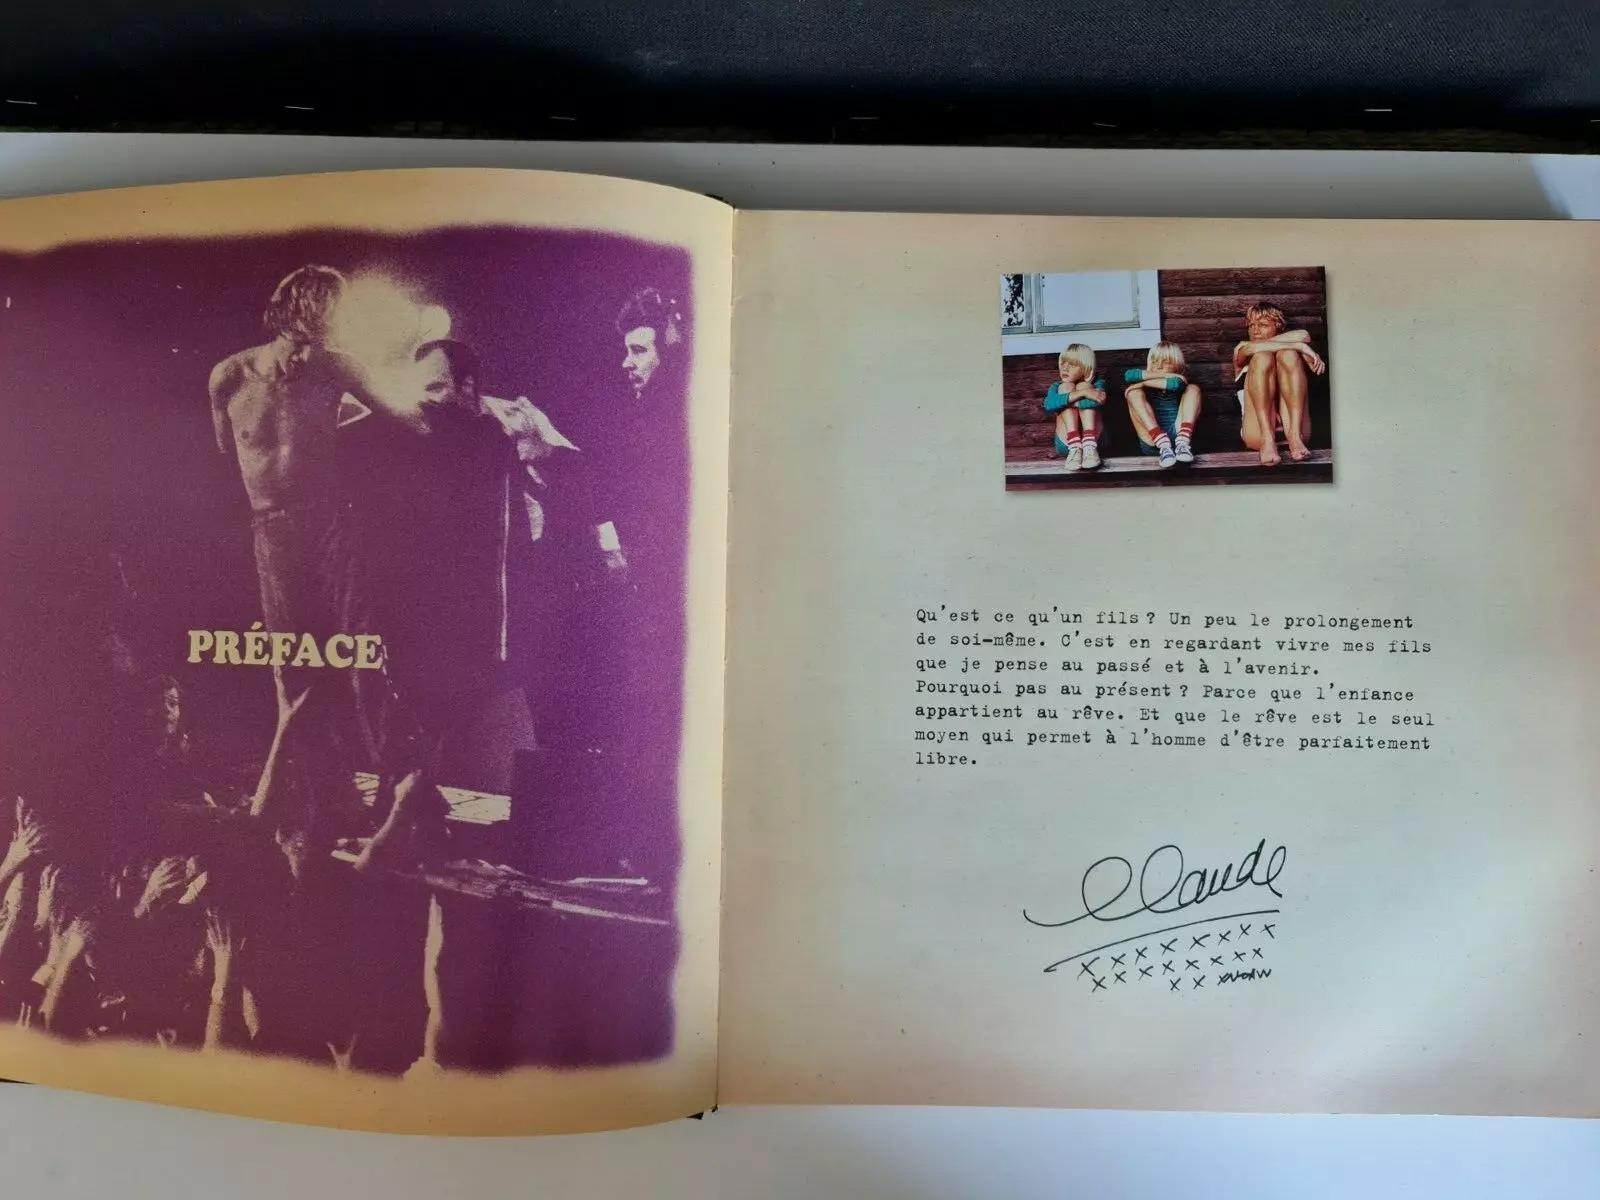 PRÉFACE
Qu'est ce qu'un fils ? Un peu le prolongement
de soi-même. C'est en regardant vivre mes fils
que je pense au passé et à l'avenir.
Pourquoi pas au présent ? Parce que l'enfance
appartient au rêve. Et que le rêve est le seul
moyen qui permet à l'homme d'être parfaitement
libre.
Claude
x x x x x x x x
x x x x x x x x
x x